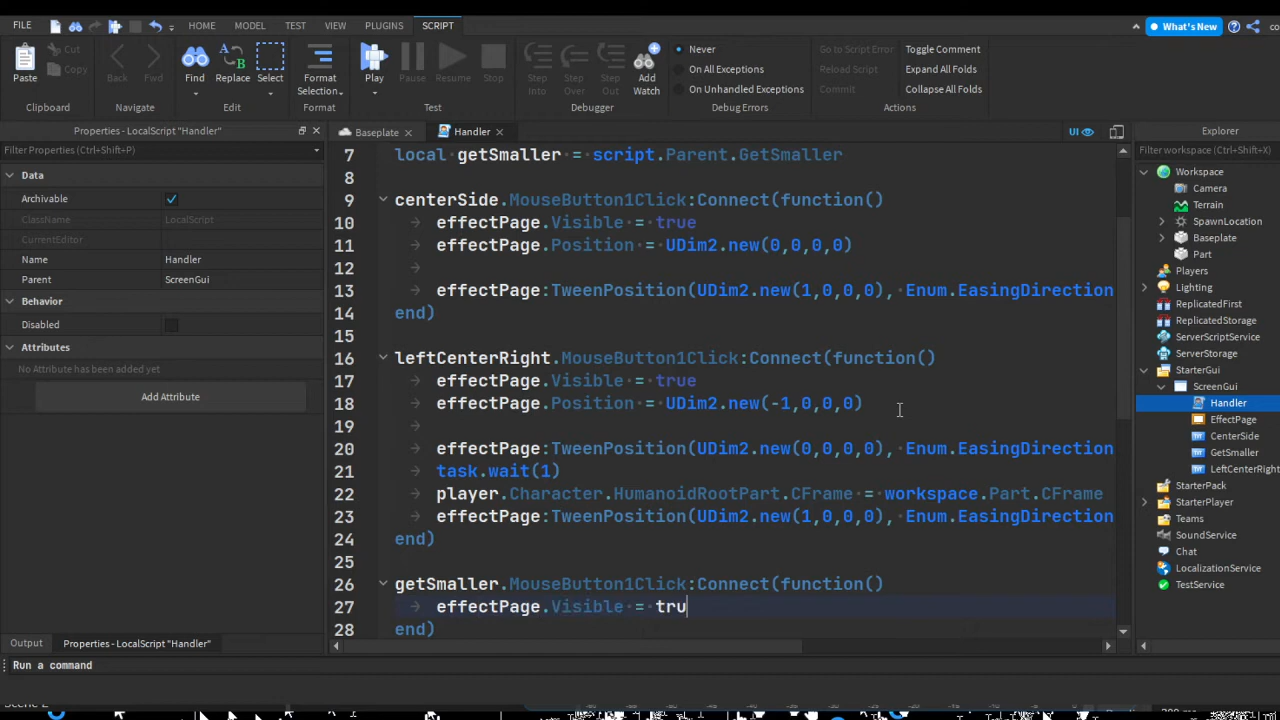 FILE HOME MODEL TEST VIEW PLUGINS SCRIPT What's New
Paste Cut Copy Back Fwd Find Replace Select Format Selection Play Pause Resume Stop Step Into Step Over Step Out Add Watch
Never On All Exceptions On Unhandled Exceptions
Go to Script Error Reload Script Commit
Toggle Comment Expand All Folds Collapse All Folds
Clipboard Navigate Edit Format Test Debugger Debug Errors Actions
Properties - LocalScript "Handler"
Filter Properties (Ctrl+Shift+P)
Data
Archivable
ClassName LocalScript
CurrentEditor
Name Handler
Parent ScreenGui
Behavior
Disabled
Attributes
No Attribute has been added yet
Add Attribute
Output Properties - LocalScript "Handler"
Run a command
Baseplate Handler UI
7 local getSmaller = script.Parent.GetSmaller
8
9 centerSide.MouseButton1Click:Connect(function()
10 effectPage.Visible = true
11 effectPage.Position = UDim2.new(0,0,0,0)
12
13 effectPage:TweenPosition(UDim2.new(1,0,0,0), Enum.EasingDirection
14 end)
15
16 leftCenterRight.MouseButton1Click:Connect(function()
17 effectPage.Visible = true
18 effectPage.Position = UDim2.new(-1,0,0,0)
19
20 effectPage:TweenPosition(UDim2.new(0,0,0,0), Enum.EasingDirection
21 task.wait(1)
22 player.Character.HumanoidRootPart.CFrame = workspace.Part.CFrame
23 effectPage:TweenPosition(UDim2.new(1,0,0,0), Enum.EasingDirection
24 end)
25
26 getSmaller.MouseButton1Click:Connect(function()
27 effectPage.Visible = tru
28 end)
Explorer
Filter workspace (Ctrl+Shift+X)
Workspace
Camera
Terrain
SpawnLocation
Baseplate
Part
Players
Lighting
ReplicatedFirst
ReplicatedStorage
ServerScriptService
ServerStorage
StarterGui
ScreenGui
Handler
EffectPage
CenterSide
GetSmaller
LeftCenterRight
StarterPack
StarterPlayer
Teams
SoundService
Chat
LocalizationService
TestService